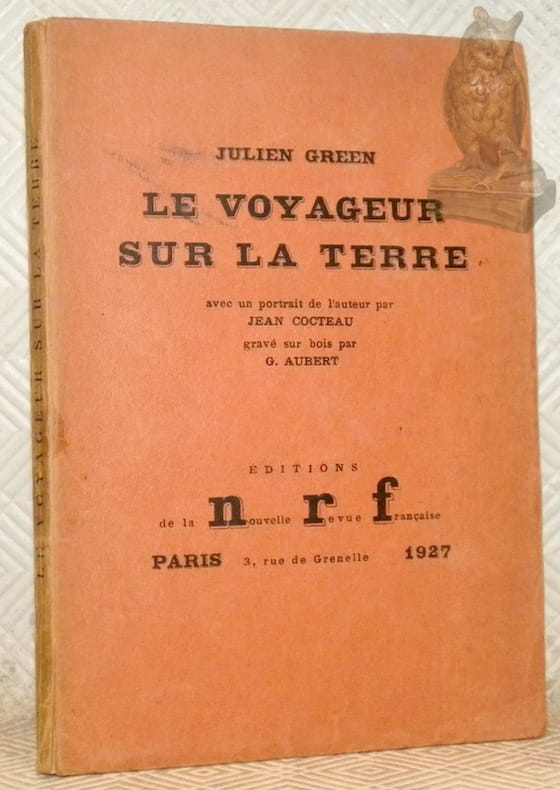 JULIEN GREEN
LE VOYAGEUR
SUR LA TERRE
avec un portrait de l'auteur par
JEAN COCTEAU
gravé sur bois par
G. AUBERT
ÉDITIONS
de la nouvelle revue française
PARIS 3, rue de Grenelle 1927
LE VOYAGEUR SUR LA TERRE